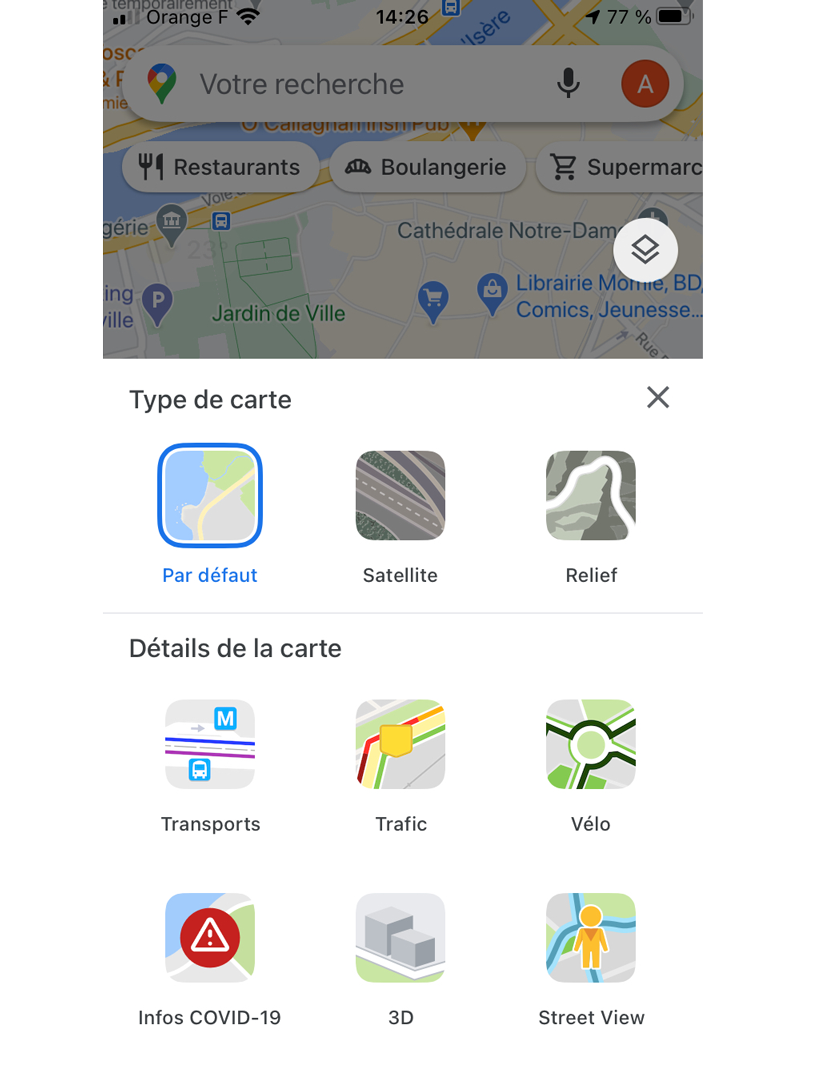 temporairement
Orange F 14:26 77 %
l'Isère
Votre recherche A
O'Callaghan Irish Pub
Restaurants Boulangerie Supermarc
Voie
gérie
23°
Cathédrale Notre-Dame
Librairie Momie, BD,
Comics, Jeunesse...
ing
ville
P
Jardin de Ville
Rue
Type de carte
Par défaut Satellite Relief
Détails de la carte
M
Transports Trafic Vélo
Infos COVID-19 3D Street View